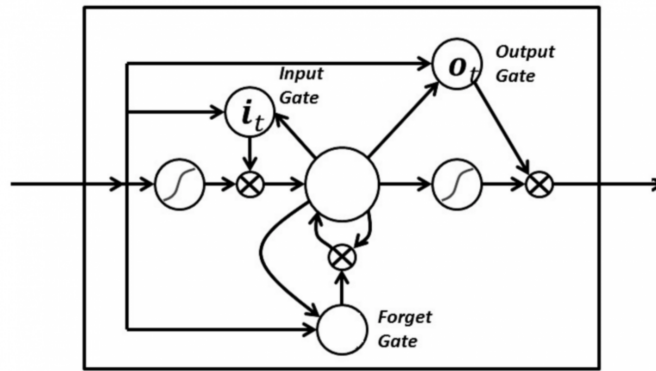 Output
Gate
o_t
Input
Gate
i_t
Forget
Gate